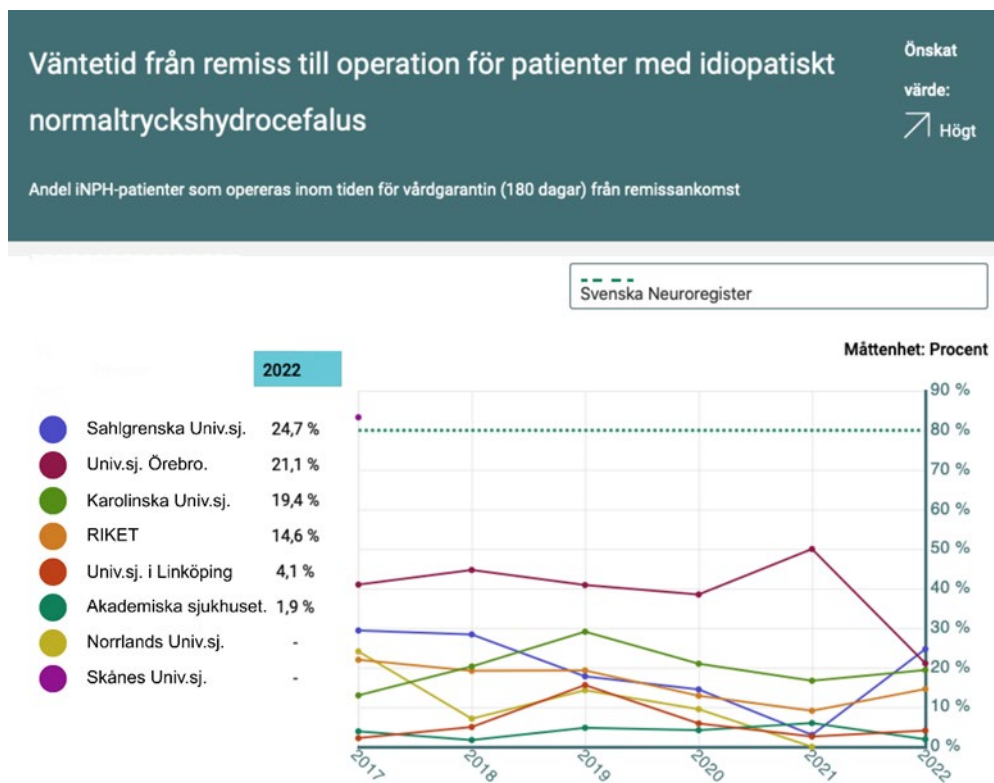 Väntetid från remiss till operation för patienter med idiopatiskt
normaltryckshydrocefalus
Andel iNPH-patienter som opereras inom tiden för vårdgarantin (180 dagar) från remissankomst
Önskat
värde:
Högt
Svenska Neuroregister
Måttenhet: Procent
2022
Sahlgrenska Univ.sj. 24,7 %
Univ.sj. Örebro. 21,1 %
Karolinska Univ.sj. 19,4 %
RIKET 14,6 %
Univ.sj. i Linköping 4,1 %
Akademiska sjukhuset. 1,9 %
Norrlands Univ.sj. -
Skånes Univ.sj. -
90 %
80 %
70 %
60 %
50 %
40 %
30 %
20 %
10 %
0 %
2017 2018 2019 2020 2021 2022